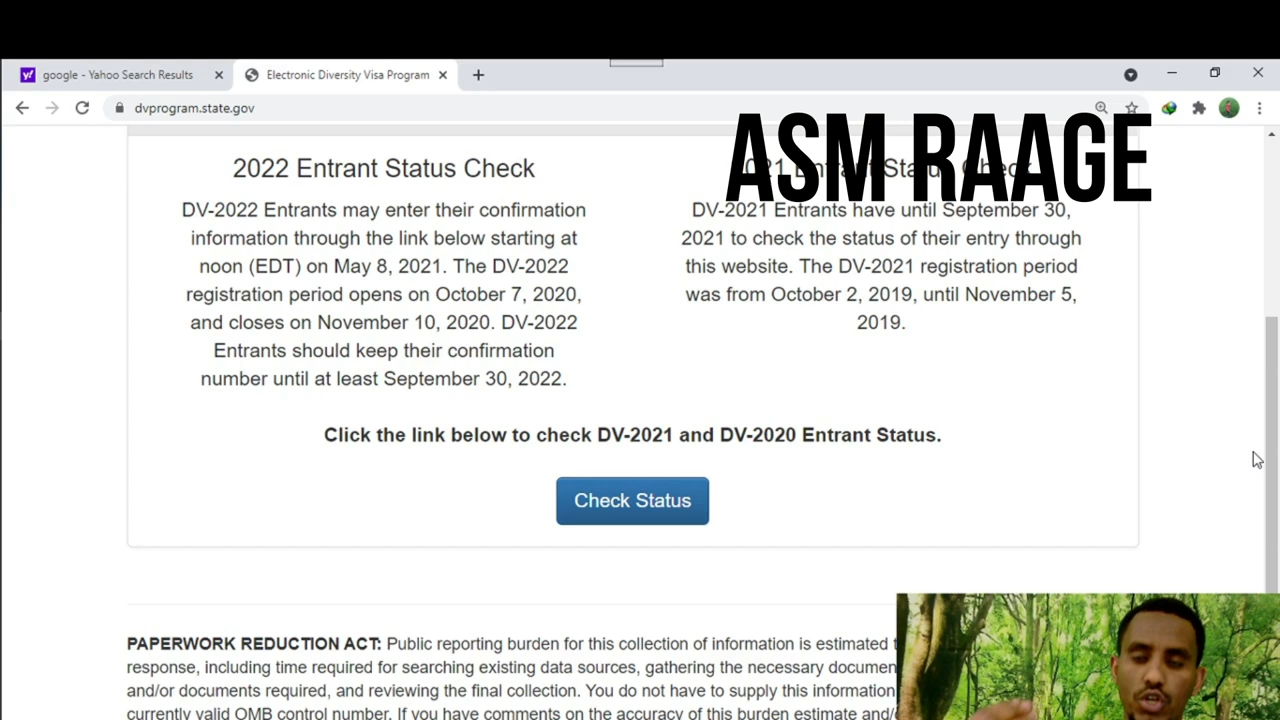 google - Yahoo Search Results
Electronic Diversity Visa Program
dvprogram.state.gov
ASM RAAGE
2022 Entrant Status Check
DV-2022 Entrants may enter their confirmation
information through the link below starting at
noon (EDT) on May 8, 2021. The DV-2022
registration period opens on October 7, 2020,
and closes on November 10, 2020. DV-2022
Entrants should keep their confirmation
number until at least September 30, 2022.
2021 Entrant Status Check
DV-2021 Entrants have until September 30,
2021 to check the status of their entry through
this website. The DV-2021 registration period
was from October 2, 2019, until November 5,
2019.
Click the link below to check DV-2021 and DV-2020 Entrant Status.
Check Status
PAPERWORK REDUCTION ACT: Public reporting burden for this collection of information is estimated
response, including time required for searching existing data sources, gathering the necessary
and/or documents required, and reviewing the final collection. You do not have to supply this information
currently valid OMB control number. If you have comments on the accuracy of this burden estimate